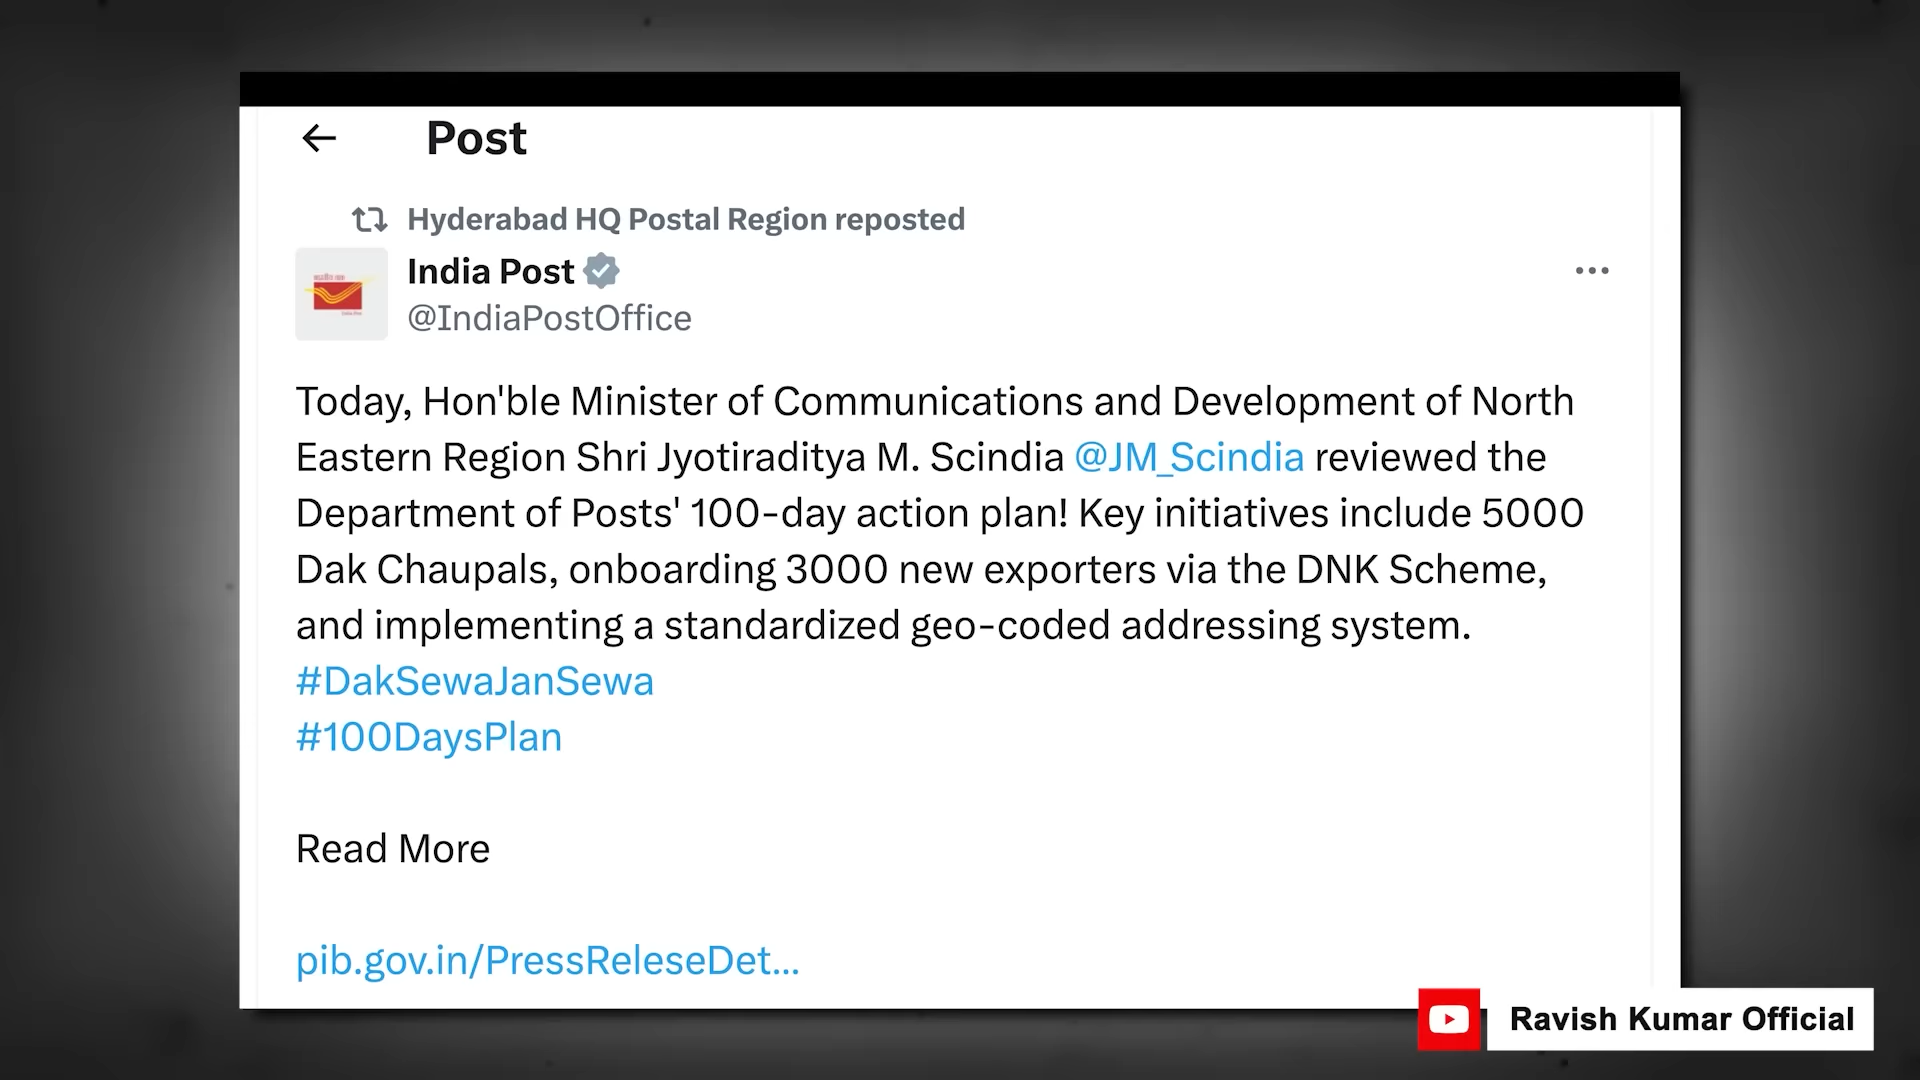 Post
Hyderabad HQ Postal Region reposted
India Post
@IndiaPostOffice
Today, Hon'ble Minister of Communications and Development of North
Eastern Region Shri Jyotiraditya M. Scindia @JM_Scindia reviewed the
Department of Posts' 100-day action plan! Key initiatives include 5000
Dak Chaupals, onboarding 3000 new exporters via the DNK Scheme,
and implementing a standardized geo-coded addressing system.
#DakSewaJanSewa
#100DaysPlan
Read More
pib.gov.in/PressReleseDet...
Ravish Kumar Official